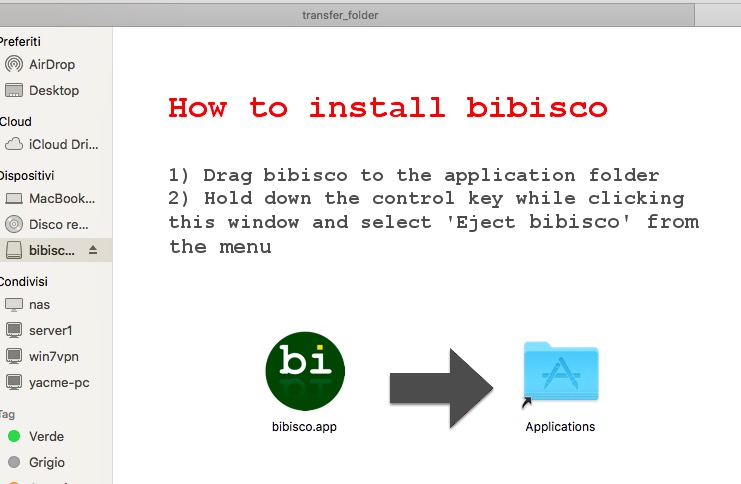 transfer_folder
Preferiti
AirDrop
Desktop
iCloud
iCloud Dri...
Dispositivi
MacBook...
Disco re...
bibisc...
Condivisi
nas
server1
win7vpn
yacme-pc
Tag
Verde
Grigio
How to install bibisco
1) Drag bibisco to the application folder
2) Hold down the control key while clicking
this window and select 'Eject bibisco' from
the menu
bi
bibisco.app
Applications